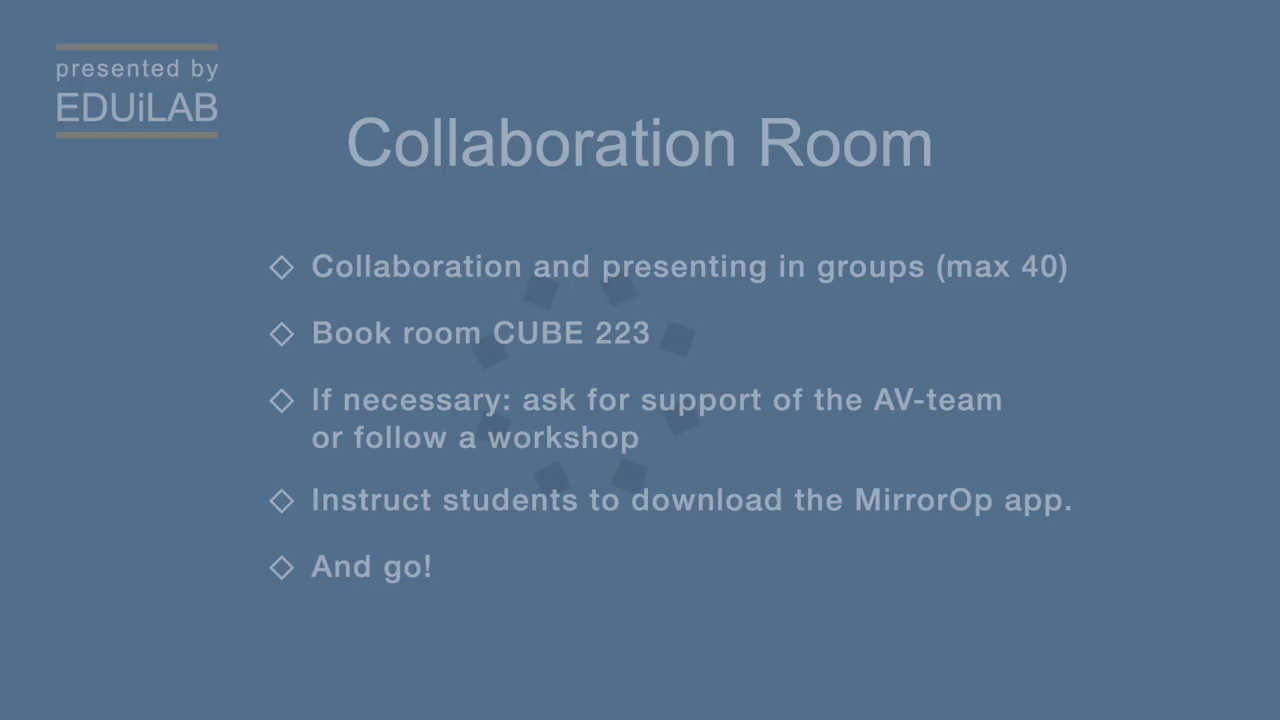 presented by
EDUiLAB
Collaboration Room
Collaboration and presenting in groups (max 40)
Book room CUBE 223
If necessary: ask for support of the AV-team
or follow a workshop
Instruct students to download the MirrorOp app.
And go!